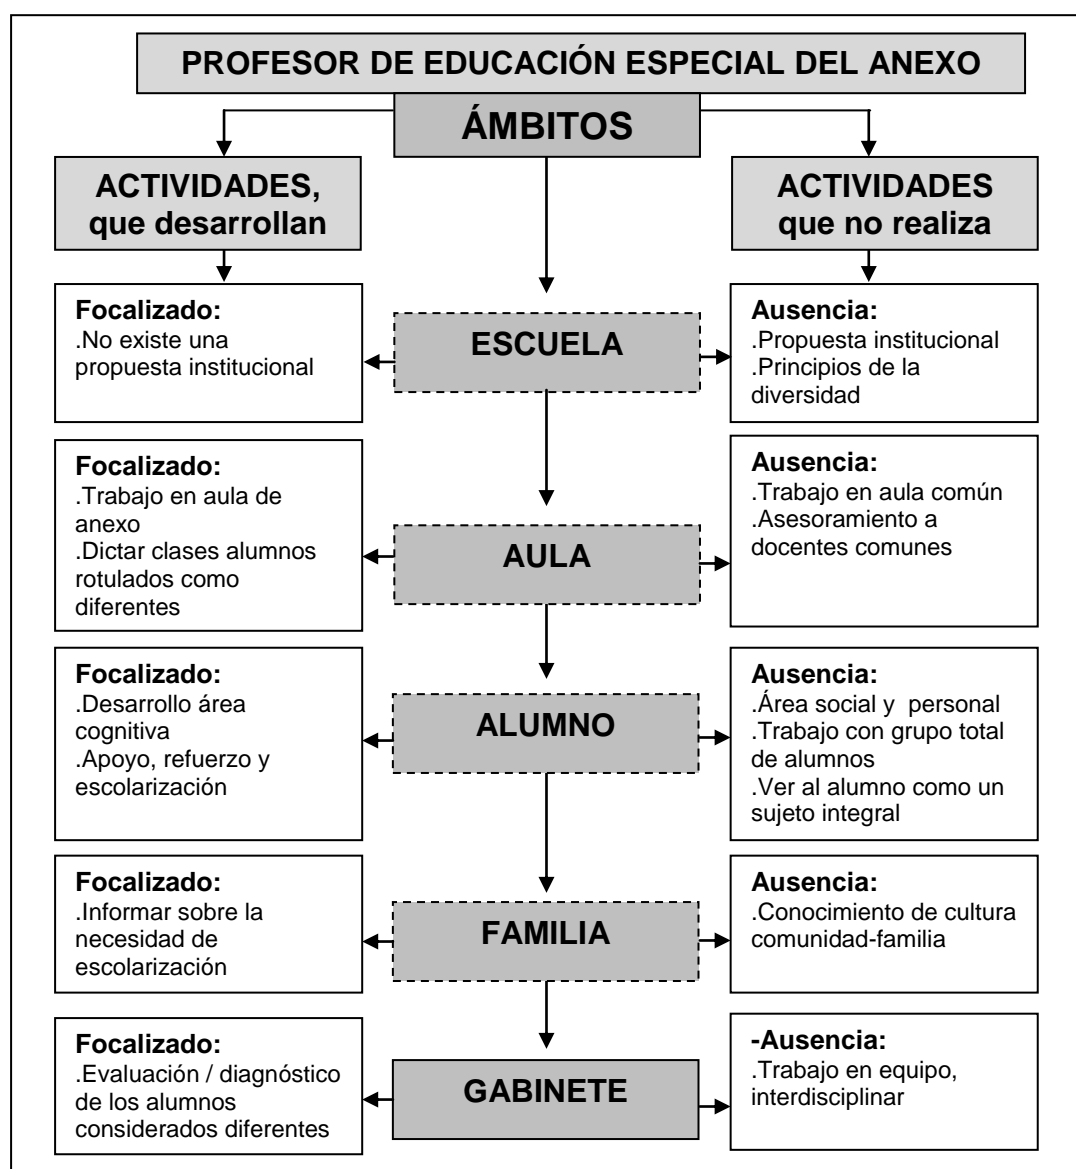 PROFESOR DE EDUCACIÓN ESPECIAL DEL ANEXO
ÁMBITOS
ACTIVIDADES,
que desarrollan
ACTIVIDADES
que no realiza
Focalizado:
.No existe una
propuesta institucional
ESCUELA
Ausencia:
.Propuesta institucional
.Principios de la
diversidad
Focalizado:
.Trabajo en aula de
anexo
.Dictar clases alumnos
rotulados como
diferentes
AULA
Ausencia:
.Trabajo en aula común
.Asesoramiento a
docentes comunes
Focalizado:
.Desarrollo área
cognitiva
.Apoyo, refuerzo y
escolarización
ALUMNO
Ausencia:
.Área social y  personal
.Trabajo con grupo total
de alumnos
.Ver al alumno como un
sujeto integral
Focalizado:
.Informar sobre la
necesidad de
escolarización
FAMILIA
Ausencia:
.Conocimiento de cultura
comunidad-familia
Focalizado:
.Evaluación / diagnóstico
de los alumnos
considerados diferentes
GABINETE
-Ausencia:
.Trabajo en equipo,
interdisciplinar